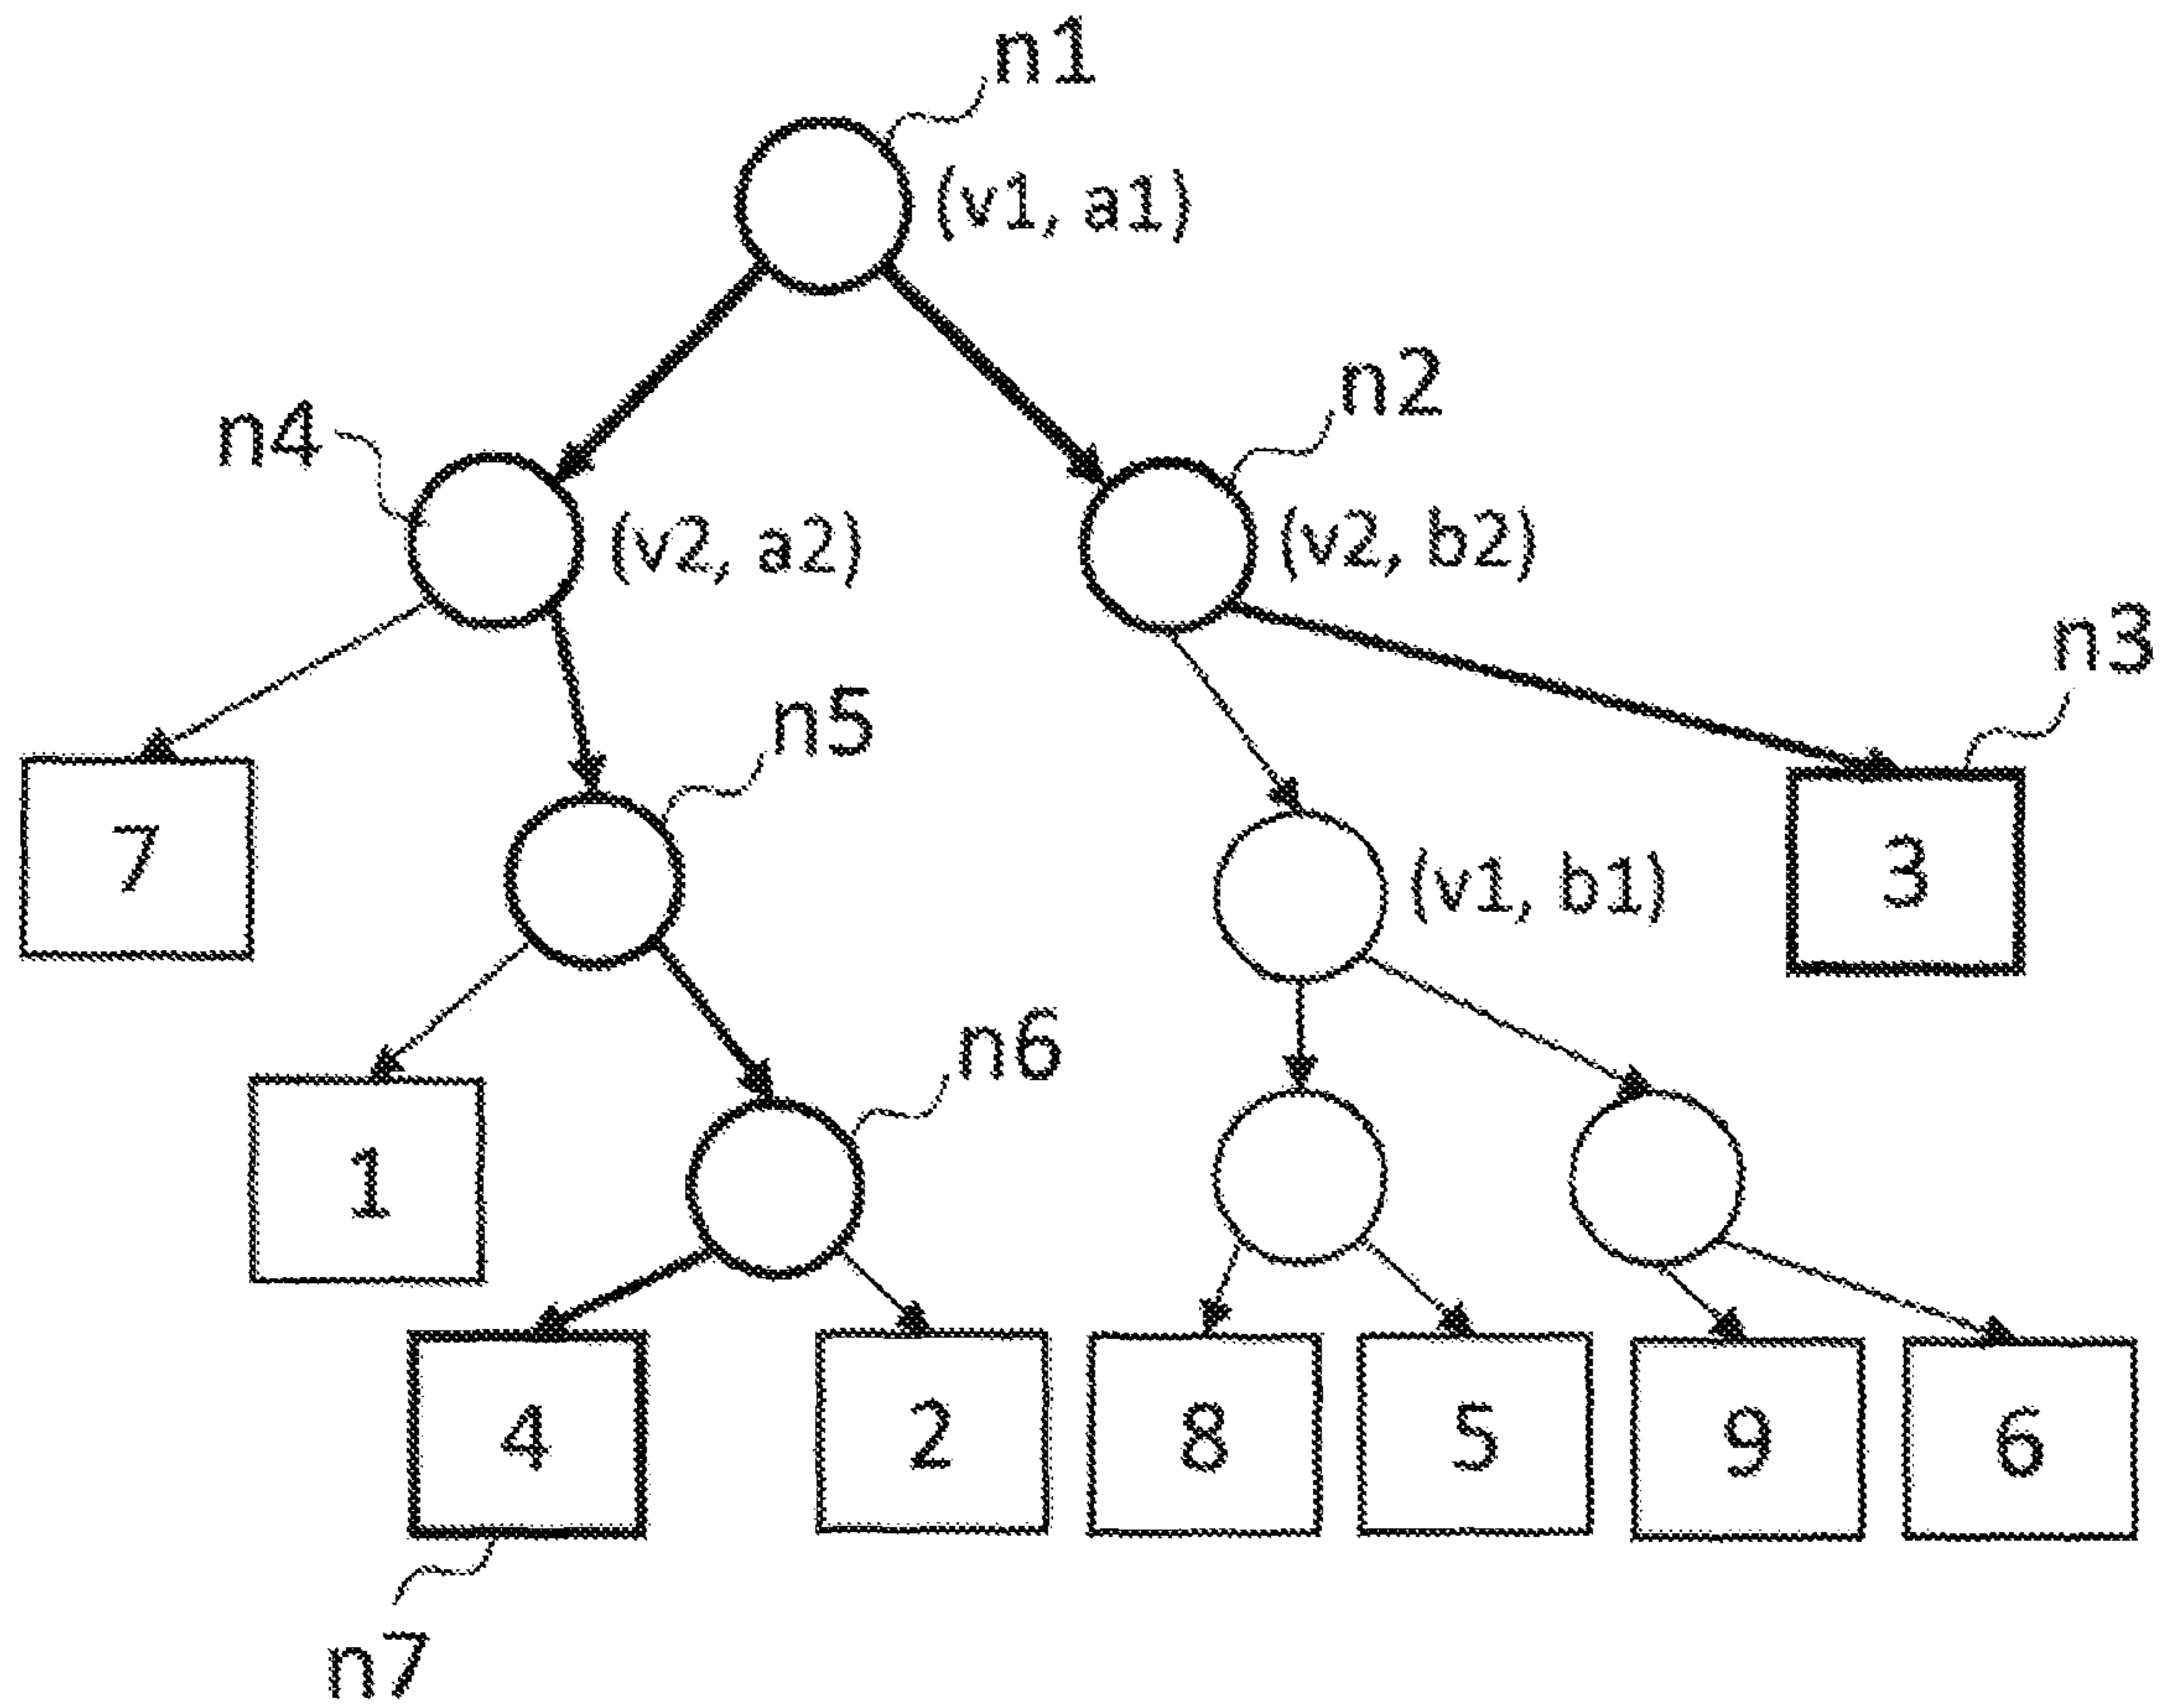 n1
(v1, a1)
n2
n4
(v2, a2)
(v2, b2)
n3
n5
7
(v1, b1)
3
n6
1
4
2
8
5
9
6
n7